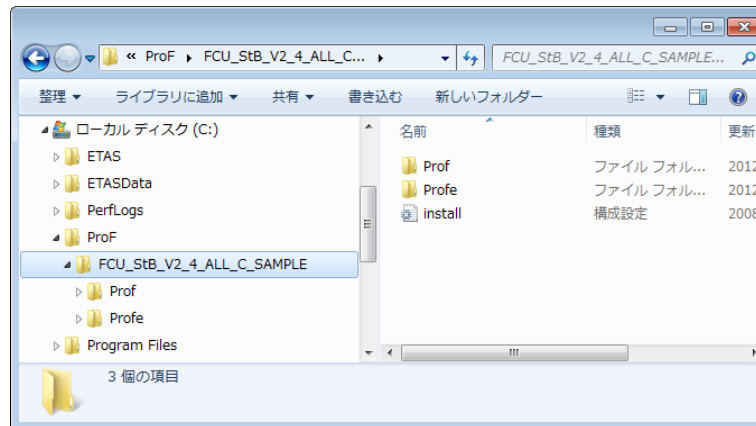 « ProF ▸ FCU_StB_V2_4_ALL_C... ▸
FCU_StB_V2_4_ALL_C_SAMPLE...
整理 ライブラリに追加 共有 書き込む 新しいフォルダー
ローカル ディスク (C:)
ETAS
ETASData
PerfLogs
ProF
FCU_StB_V2_4_ALL_C_SAMPLE
Prof
Profe
Program Files
名前 種類 更新
Prof ファイル フォル... 2012
Profe ファイル フォル... 2012
install 構成設定 2008
3 個の項目